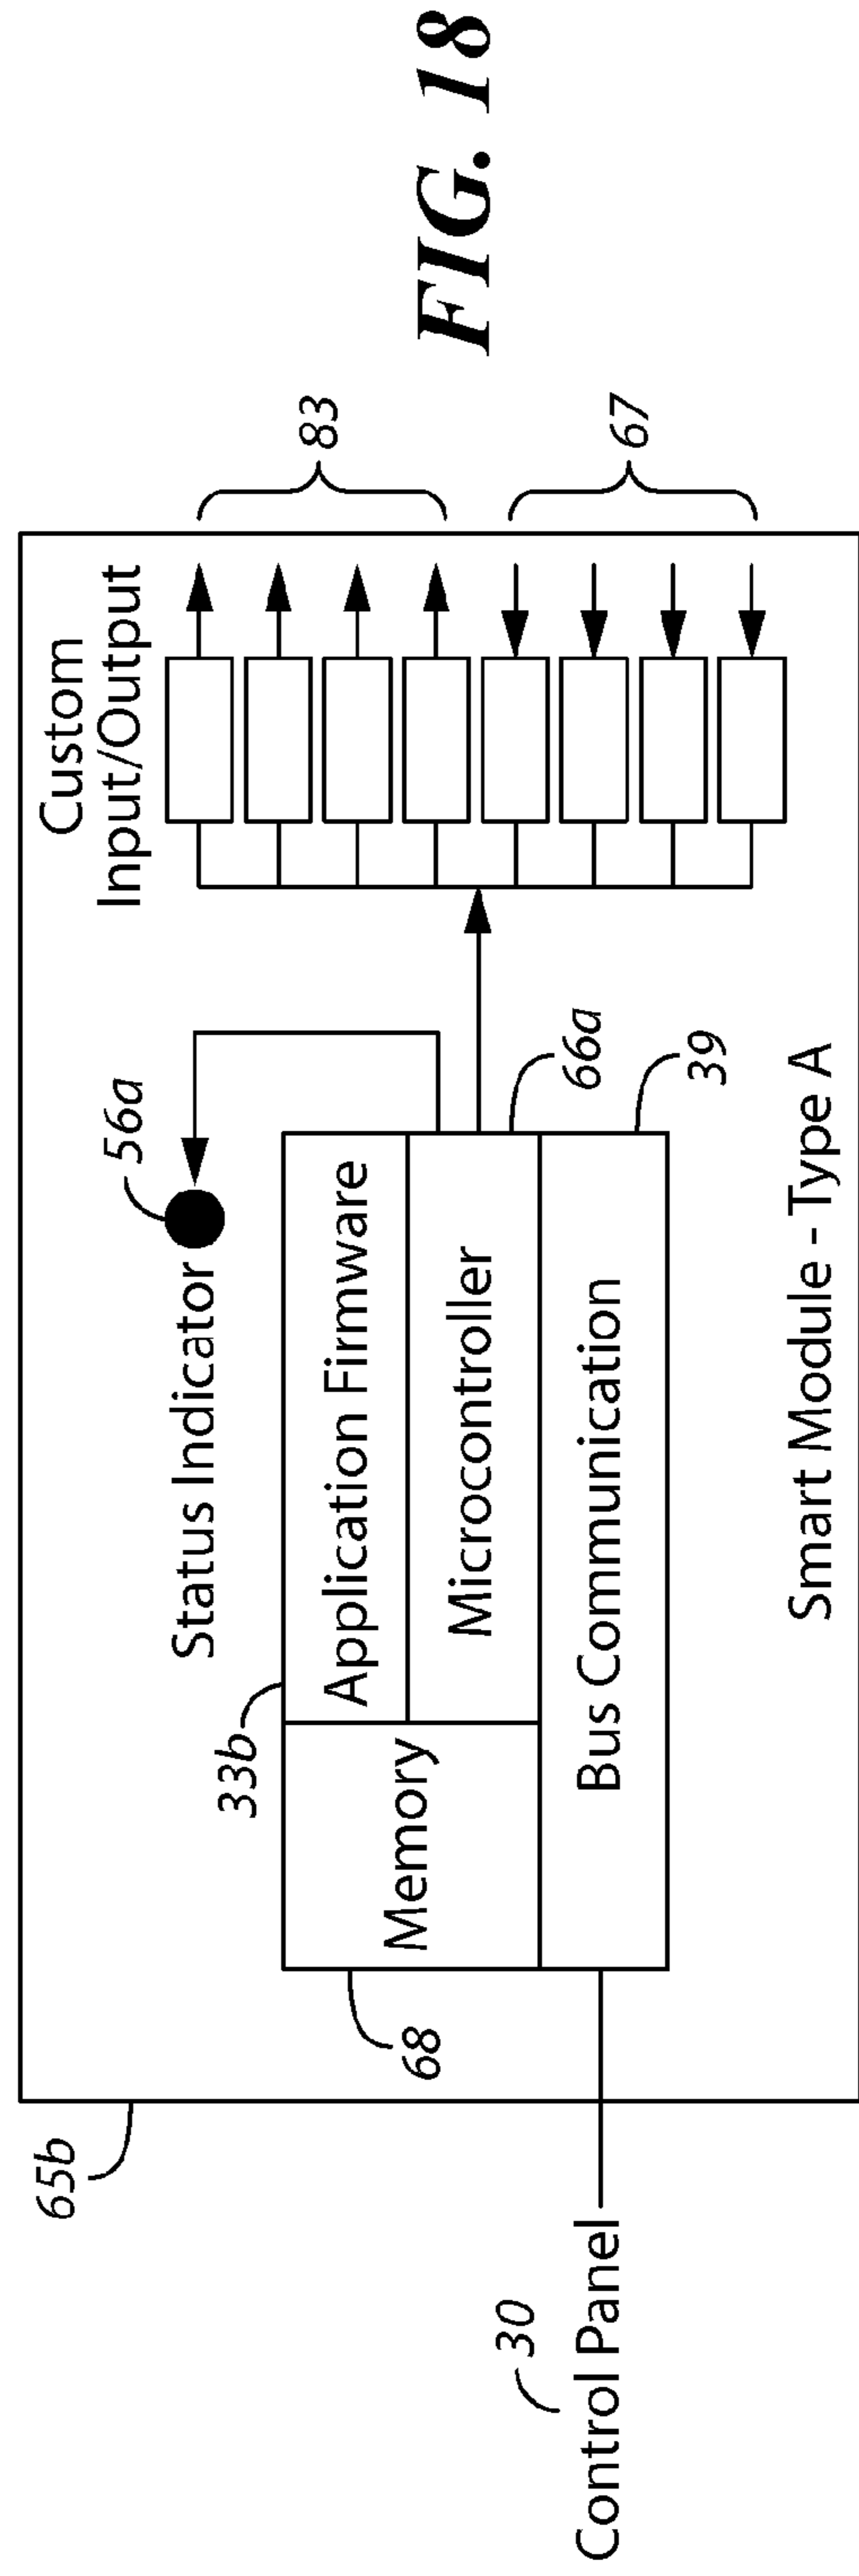 65b
30
Control Panel
68
Memory
33b
Application Firmware
Microcontroller
Bus Communication
Status Indicator
56a
66a
39
Custom
Input/Output
83
67
Smart Module - Type A
FIG. 18